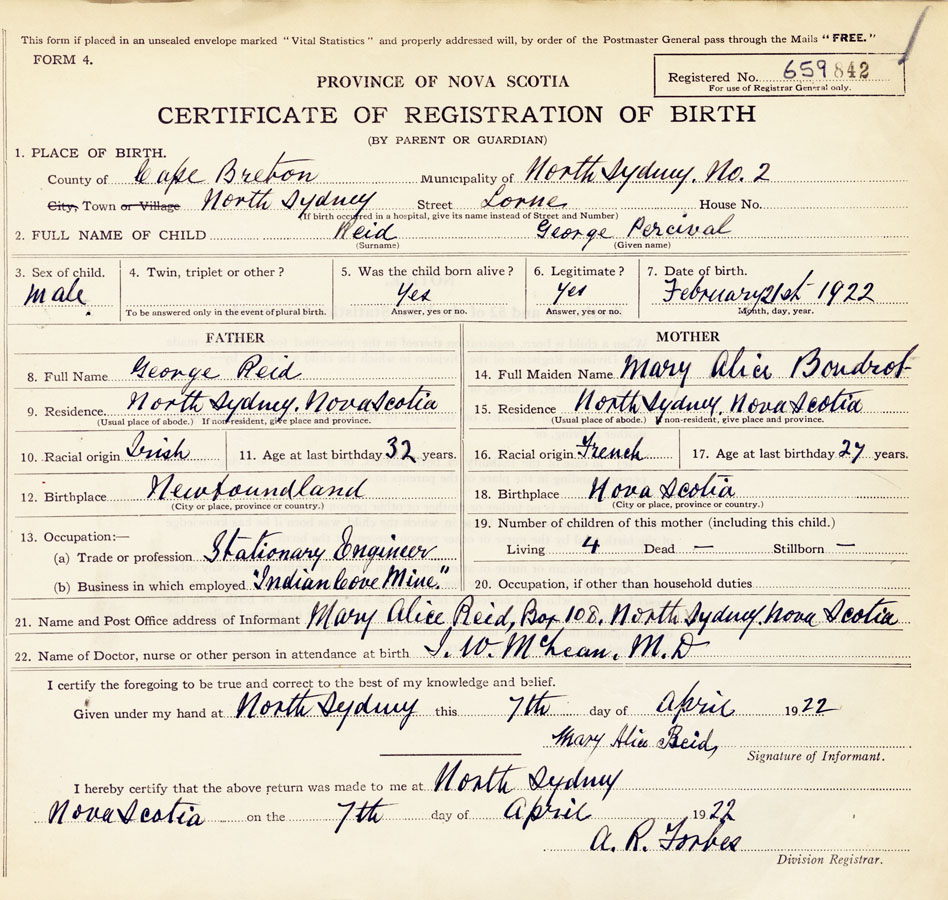 This form if placed in an unsealed envelope marked "Vital Statistics" and properly addressed will, by order of the Postmaster General pass through the Mails "FREE."
FORM 4.
Registered No. 659842
For use of Registrar General only.
PROVINCE OF NOVA SCOTIA
CERTIFICATE OF REGISTRATION OF BIRTH
(BY PARENT OR GUARDIAN)
1. PLACE OF BIRTH.
County of Cape Breton Municipality of North Sydney. No. 2
City, Town or Village North Sydney Street Lorne House No.
(If birth occurred in a hospital, give its name instead of Street and Number)
2. FULL NAME OF CHILD Reid George Percival
(Surname) (Given name)
3. Sex of child. 4. Twin, triplet or other? 5. Was the child born alive? 6. Legitimate? 7. Date of birth.
Male Yes Yes February 21st 1922
To be answered only in the event of plural birth. Answer, yes or no. Answer, yes or no. Month, day, year.
FATHER MOTHER
8. Full Name George Reid 14. Full Maiden Name Mary Alice Boudrot
9. Residence. North Sydney. Nova Scotia 15. Residence North Sydney. Nova Scotia
(Usual place of abode.) If non-resident, give place and province. (Usual place of abode.) If non-resident, give place and province.
10. Racial origin Irish 11. Age at last birthday 32 years. 16. Racial origin French 17. Age at last birthday 27 years.
12. Birthplace Newfoundland 18. Birthplace Nova Scotia
(City or place, province or country.) (City or place, province or country.)
13. Occupation:— 19. Number of children of this mother (including this child.)
(a) Trade or profession Stationary Engineer Living 4 Dead — Stillborn —
(b) Business in which employed "Indian Cove Mine." 20. Occupation, if other than household duties
21. Name and Post Office address of Informant Mary Alice Reid, Box 108. North Sydney. Nova Scotia
22. Name of Doctor, nurse or other person in attendance at birth J. W. McLean. M.D
I certify the foregoing to be true and correct to the best of my knowledge and belief.
Given under my hand at North Sydney this 7th day of April 1922
Mary Alice Reid,
Signature of Informant.
I hereby certify that the above return was made to me at North Sydney
Nova Scotia on the 7th day of April 1922
A. R. Forbes
Division Registrar.